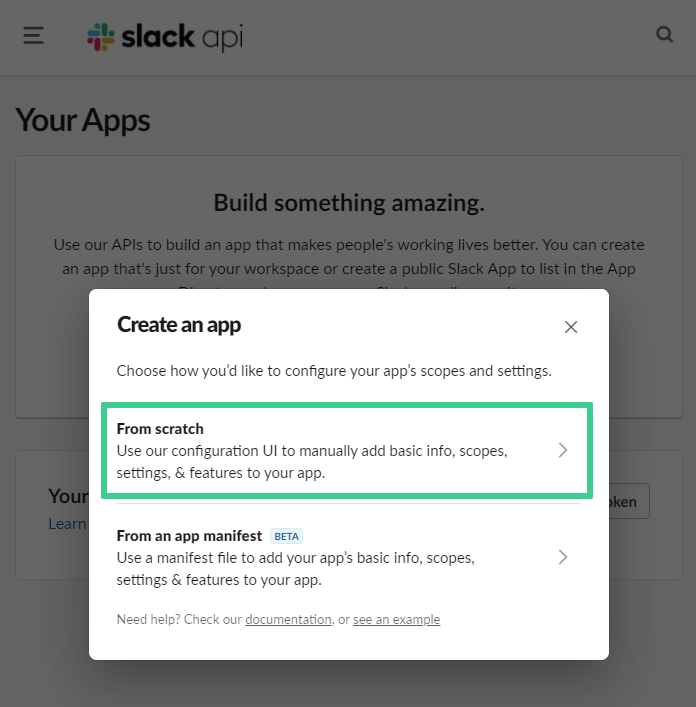 slack api
Your Apps
Build something amazing.
Use our APIs to build an app that makes people's working lives better. You can create
an app that's just for your workspace or create a public Slack App to list in the App
Create an app
Choose how you'd like to configure your app's scopes and settings.
From scratch
Use our configuration UI to manually add basic info, scopes,
settings, & features to your app.
Your
Learn
From an app manifest BETA
Use a manifest file to add your app's basic info, scopes,
settings & features to your app.
Need help? Check our documentation, or see an example